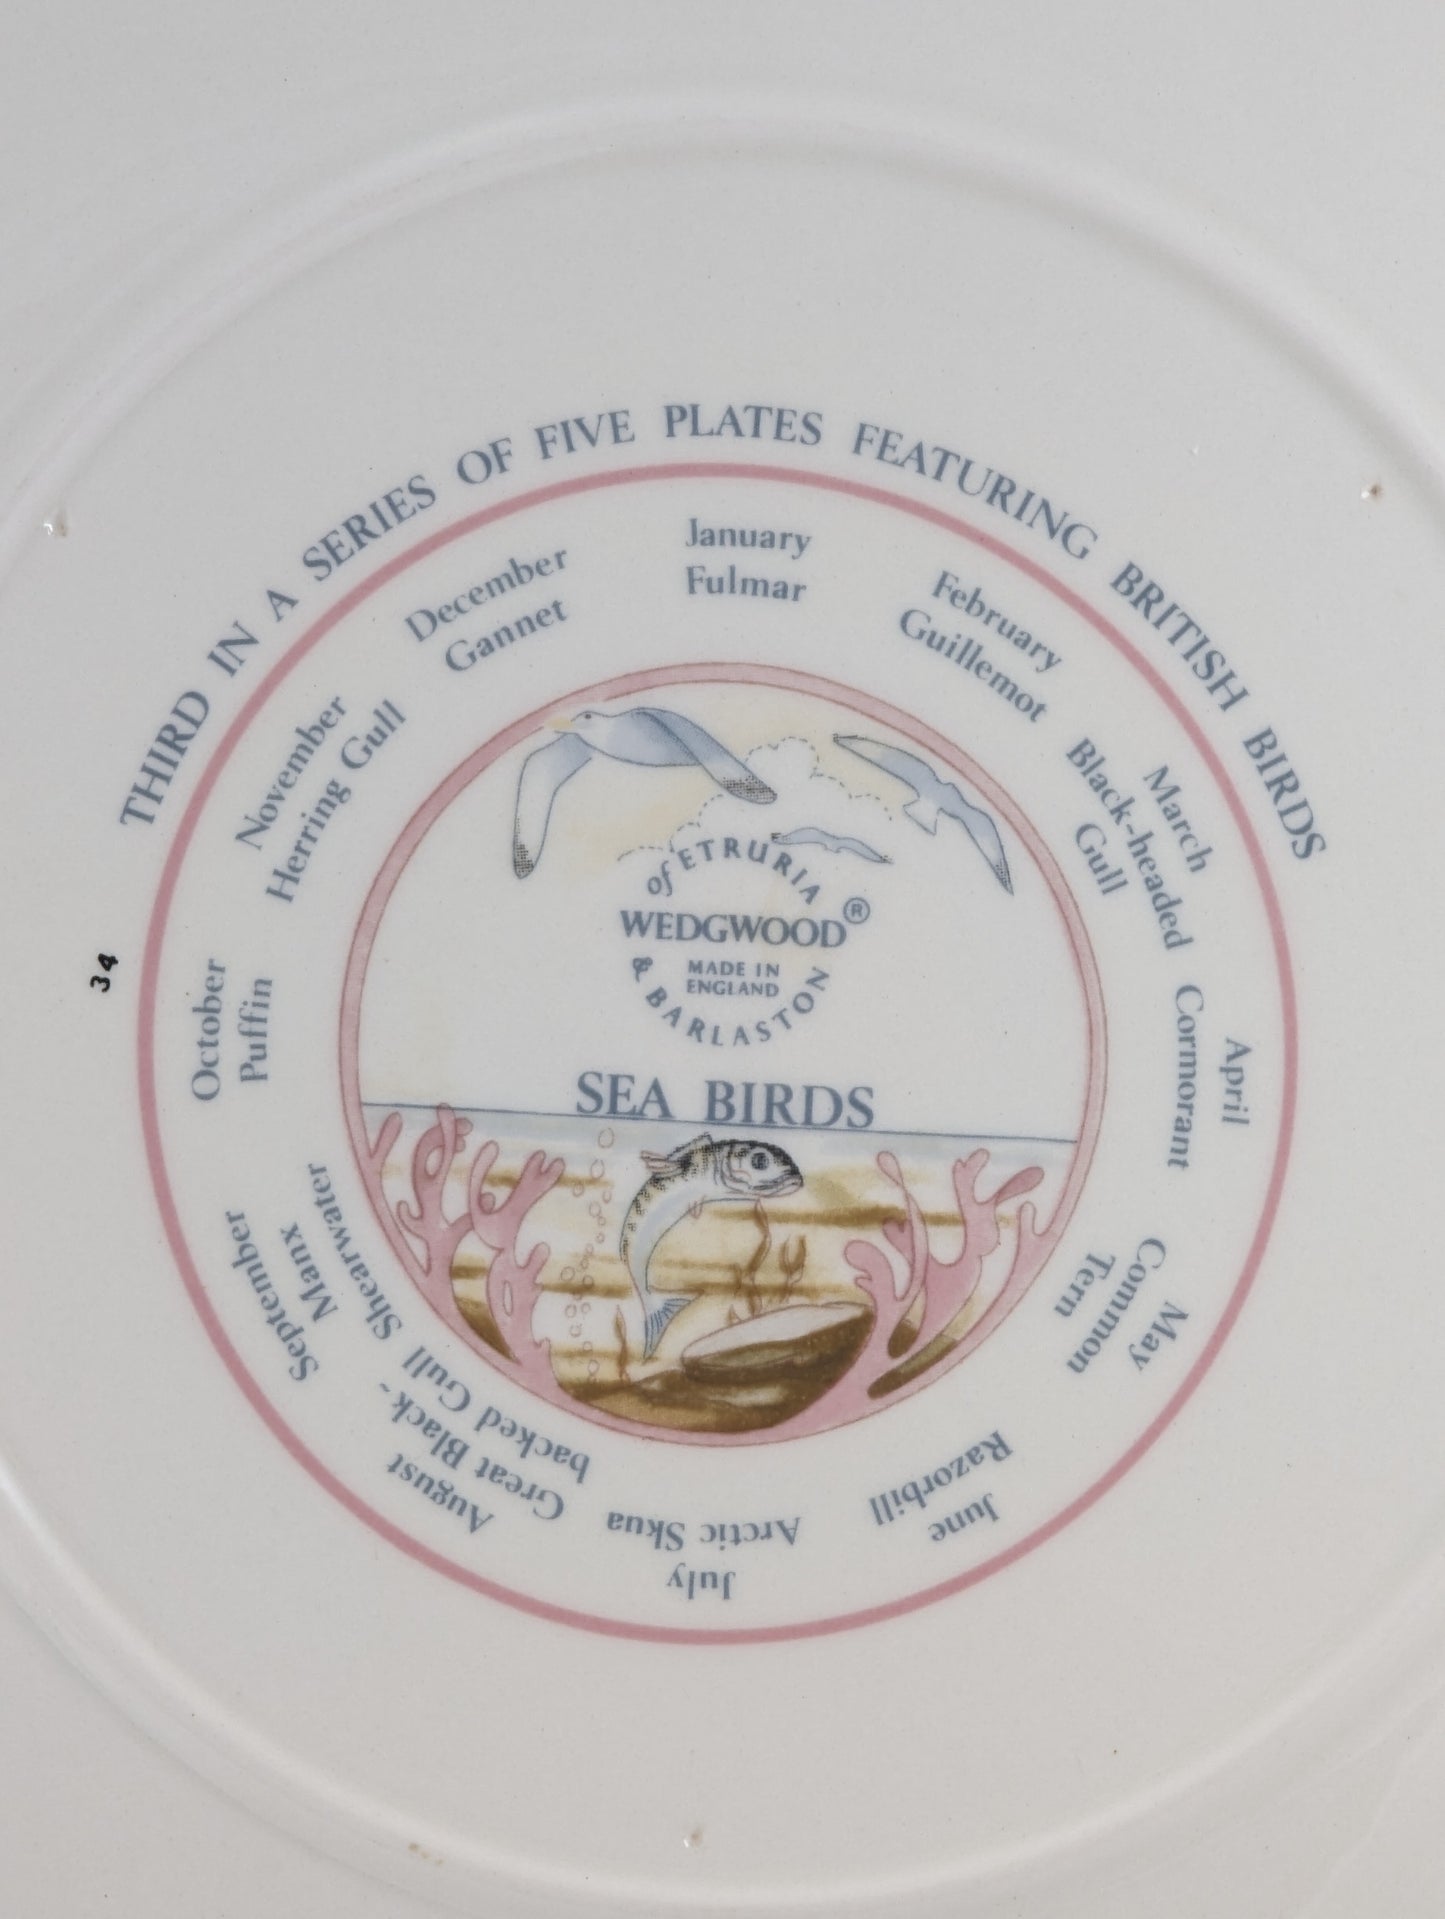 THIRD IN A SERIES OF FIVE PLATES FEATURING BRITISH BIRDS
January
Fulmar
February
Guillemot
March
Black-headed
Gull
April
Cormorant
May
Common
Tern
June
Razorbill
July
Arctic Skua
August
Great Black-
backed Gull
September
Manx
Shearwater
October
Puffin
November
Herring Gull
December
Gannet
of ETRURIA
WEDGWOOD®
MADE IN
ENGLAND
& BARLASTON
SEA BIRDS
34